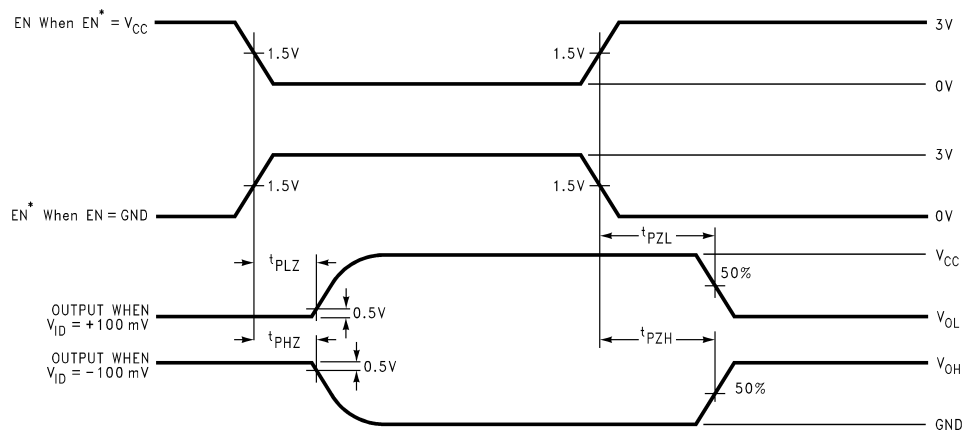 EN When EN* = VCC
1.5V
1.5V
3V
0V
3V
1.5V
1.5V
EN* When EN = GND
0V
tPZL
VCC
tPLZ
50%
OUTPUT WHEN
VID = +100 mV
0.5V
VOL
tPHZ
tPZH
OUTPUT WHEN
VID = −100 mV
0.5V
VOH
50%
GND